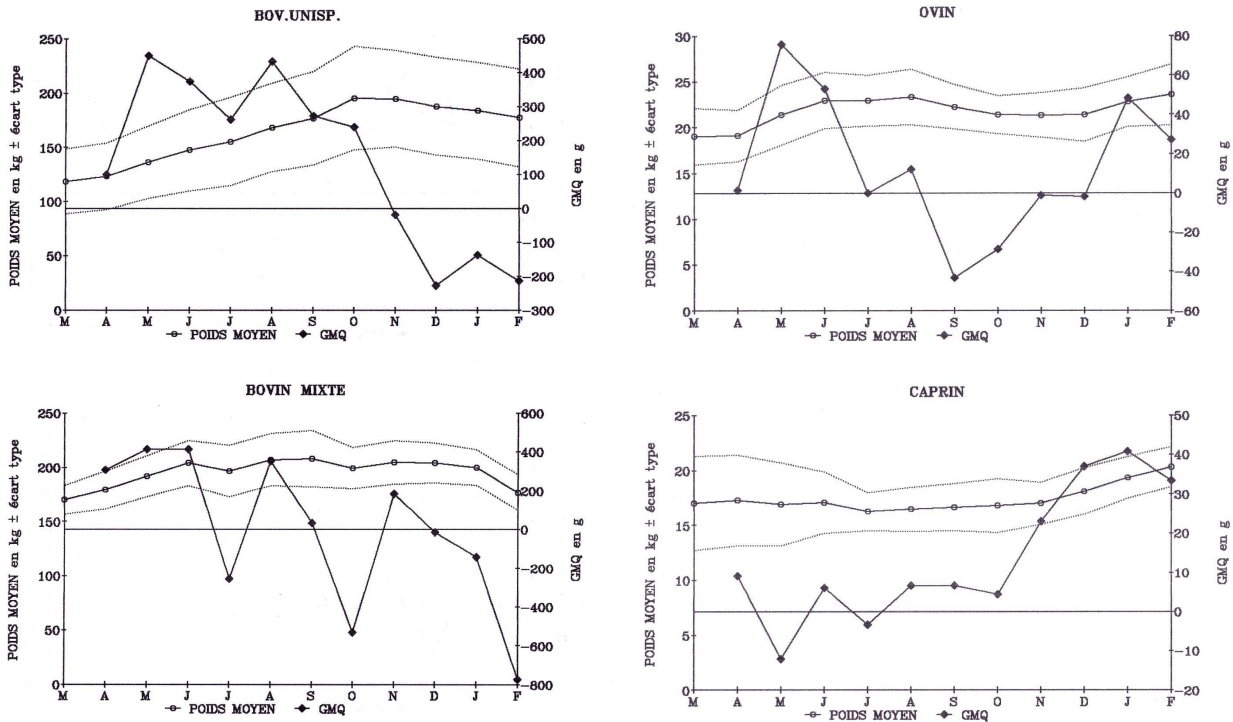 BOV.UNISP.
POIDS MOYEN en kg ± écart type
250
200
150
100
50
0
500
400
300
200
100
0
-100
-200
-300
GMQ en g
M A M J J A S O N D J F
POIDS MOYEN GMQ
OVIN
POIDS MOYEN en kg ± écart type
30
25
20
15
10
5
0
80
60
40
20
0
-20
-40
-60
GMQ en g
M A M J J A S O N D J F
POIDS MOYEN GMQ
BOVIN MIXTE
POIDS MOYEN en kg ± écart type
250
200
150
100
50
0
600
400
200
0
-200
-400
-600
-800
GMQ en g
M A M J J A S O N D J F
POIDS MOYEN GMQ
CAPRIN
POIDS MOYEN en kg ± écart type
25
20
15
10
5
0
50
40
30
20
10
0
-10
-20
GMQ en g
M A M J J A S O N D J F
POIDS MOYEN GMQ